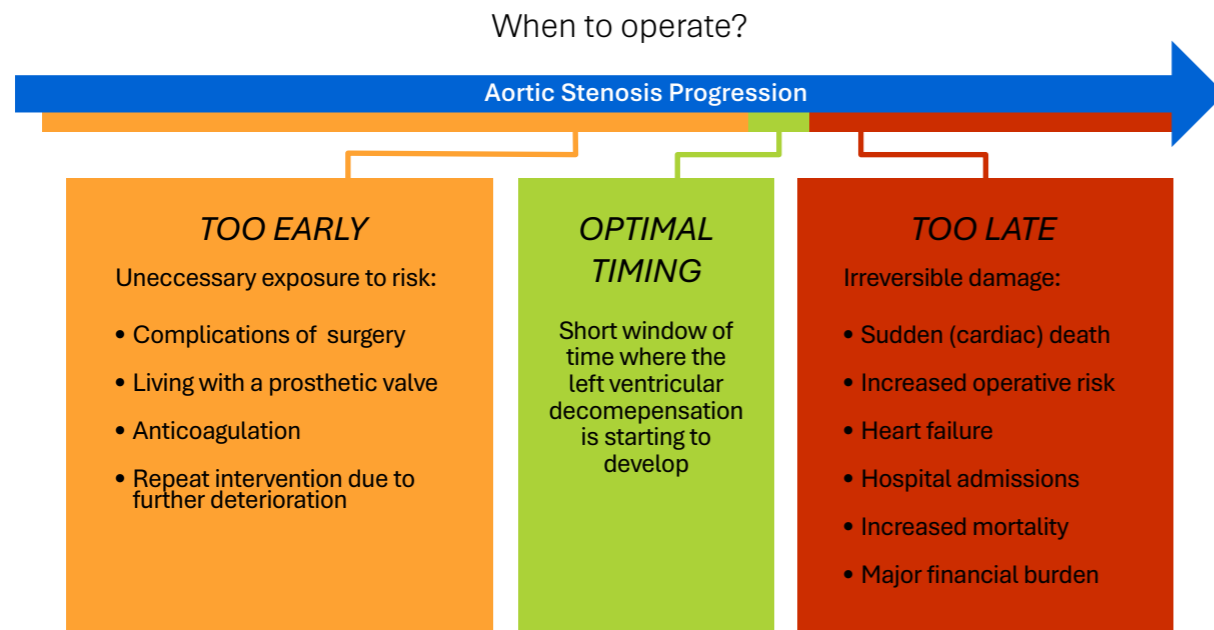 When to operate?
Aortic Stenosis Progression
TOO EARLY
Uneccessary exposure to risk:
• Complications of surgery
• Living with a prosthetic valve
• Anticoagulation
• Repeat intervention due to
further deterioration
OPTIMAL
TIMING
Short window of
time where the
left ventricular
decomepensation
is starting to
develop
TOO LATE
Irreversible damage:
• Sudden (cardiac) death
• Increased operative risk
• Heart failure
• Hospital admissions
• Increased mortality
• Major financial burden